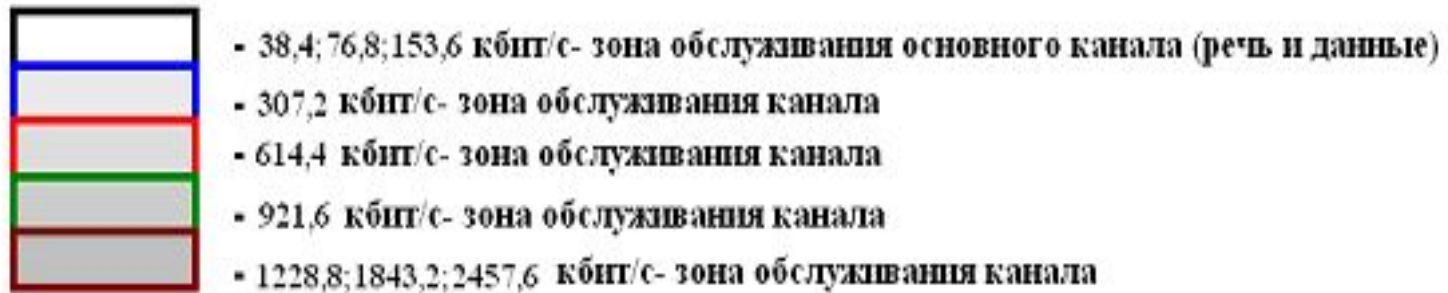 - 38,4; 76,8;153,6 кбит/с- зона обслуживания основного канала (речь и данные)
- 307,2 кбит/с- зона обслуживания канала
- 614,4 кбит/с- зона обслуживания канала
- 921,6 кбит/с- зона обслуживания канала
- 1228,8;1843,2;2457,6 кбит/с- зона обслуживания канала